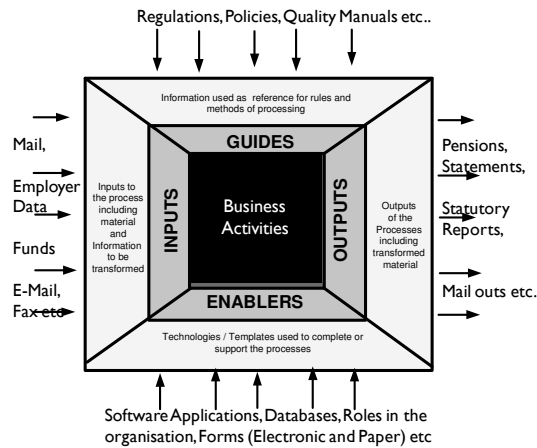 Regulations, Policies, Quality Manuals etc..
Information used as reference for rules and
methods of processing
GUIDES
Mail,
Employer
Data
Funds
E-Mail,
Fax etc
Inputs to
the process
including
material
and
Information
to be
transformed
INPUTS
Business
Activities
OUTPUTS
Outputs
of the
Processes
including
transformed
material
Pensions,
Statements,
Statutory
Reports,
Mail outs etc.
ENABLERS
Technologies / Templates used to complete or
support the processes
Software Applications, Databases, Roles in the
organisation, Forms (Electronic and Paper) etc